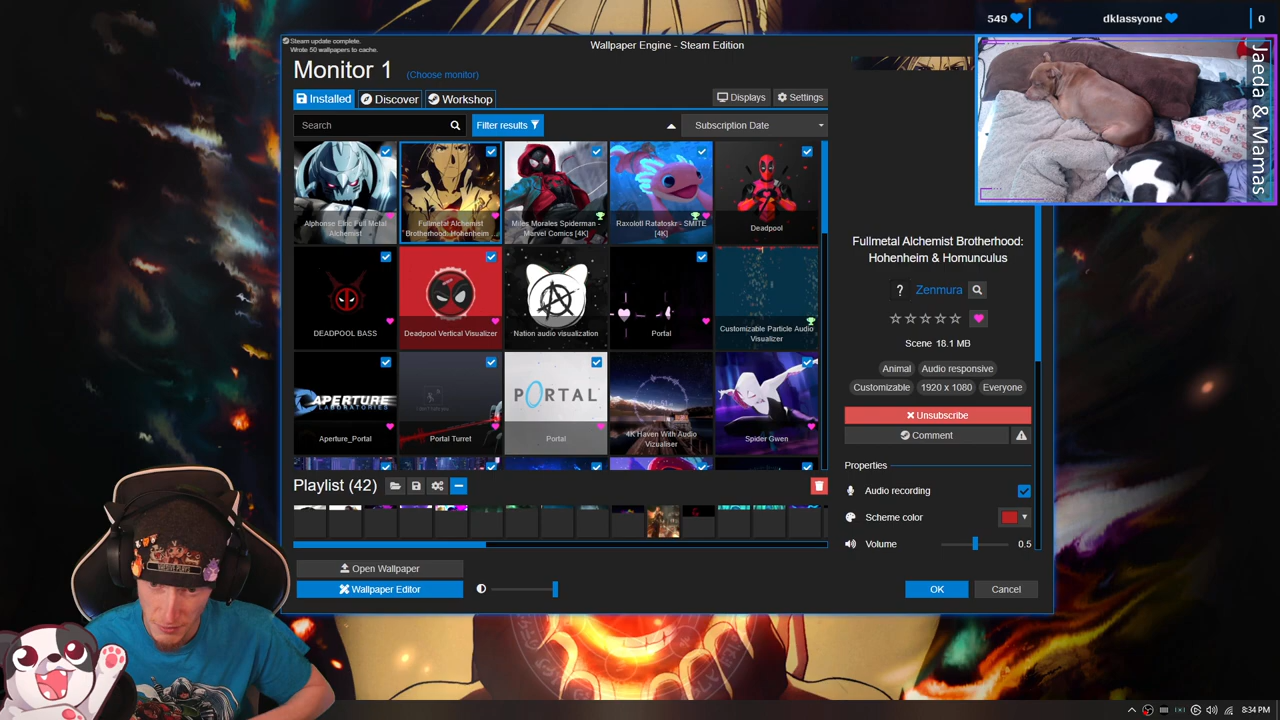 549
dklassyone
0
Steam update complete.
Wrote 50 wallpapers to cache.
Wallpaper Engine - Steam Edition
Monitor 1 (Choose monitor)
Installed
Discover
Workshop
Displays
Settings
Search
Filter results
Subscription Date
Jaeda & Mamas
Alphonse Elric Full Metal
Alchemist
Fullmetal Alchemist
Brotherhood: Hohenheim ...
Miles Morales Spiderman -
Marvel Comics [4K]
Raxolotl Ratatoskr - SMITE
[4K]
Deadpool
DEADPOOL BASS
Deadpool Vertical Visualizer
Nation audio visualization
Portal
Customizable Particle Audio
Visualizer
APERTURE
LABORATORIES
Aperture_Portal
Portal Turret
PORTAL
Portal
4K Haven With Audio
Vizualiser
Spider Gwen
Fullmetal Alchemist Brotherhood:
Hohenheim & Homunculus
? Zenmura
Scene 18.1 MB
Animal
Audio responsive
Customizable
1920 x 1080
Everyone
Unsubscribe
Comment
Properties
Audio recording
Scheme color
Volume
0.5
Playlist (42)
Open Wallpaper
Wallpaper Editor
OK
Cancel
8:34 PM